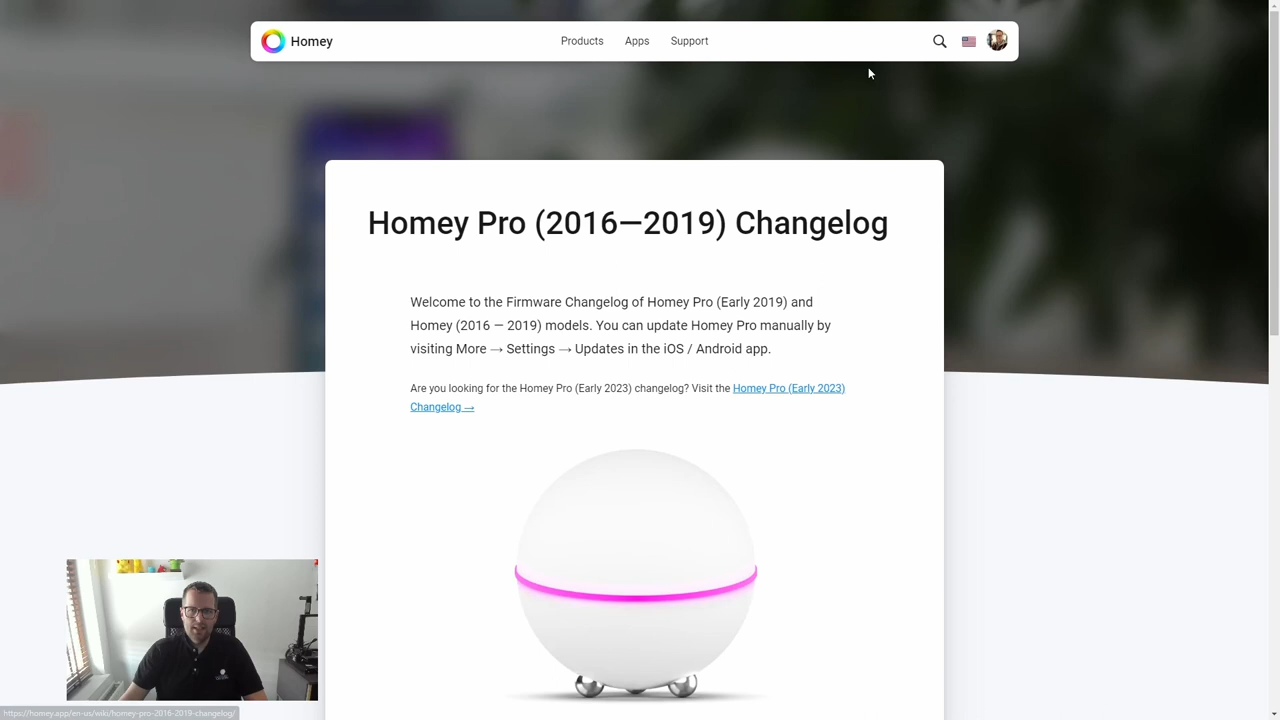 Homey
Products
Apps
Support
Homey Pro (2016—2019) Changelog
Welcome to the Firmware Changelog of Homey Pro (Early 2019) and
Homey (2016 — 2019) models. You can update Homey Pro manually by
visiting More → Settings → Updates in the iOS / Android app.
Are you looking for the Homey Pro (Early 2023) changelog? Visit the Homey Pro (Early 2023)
Changelog →
https://homey.app/en-us/wiki/homey-pro-2016-2019-changelog/